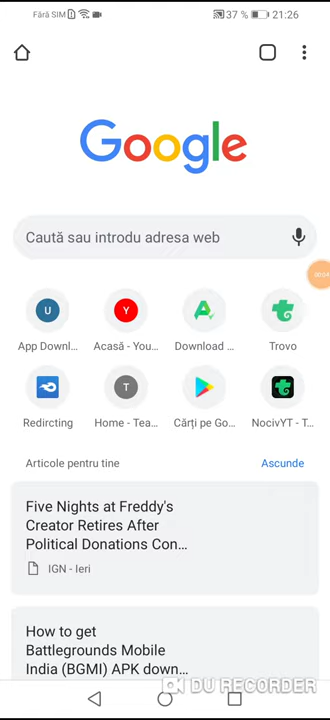 Fără SIM
37 %
21:26
Google
Caută sau introdu adresa web
U
Y
T
App Downl...
Acasă - You...
Download ...
Trovo
Redircting
Home - Tea...
Cărți pe Go...
NocivYT - T...
Articole pentru tine
Ascunde
Five Nights at Freddy's
Creator Retires After
Political Donations Con...
IGN - Ieri
How to get
Battlegrounds Mobile
India (BGMI) APK down...
DU RECORDER